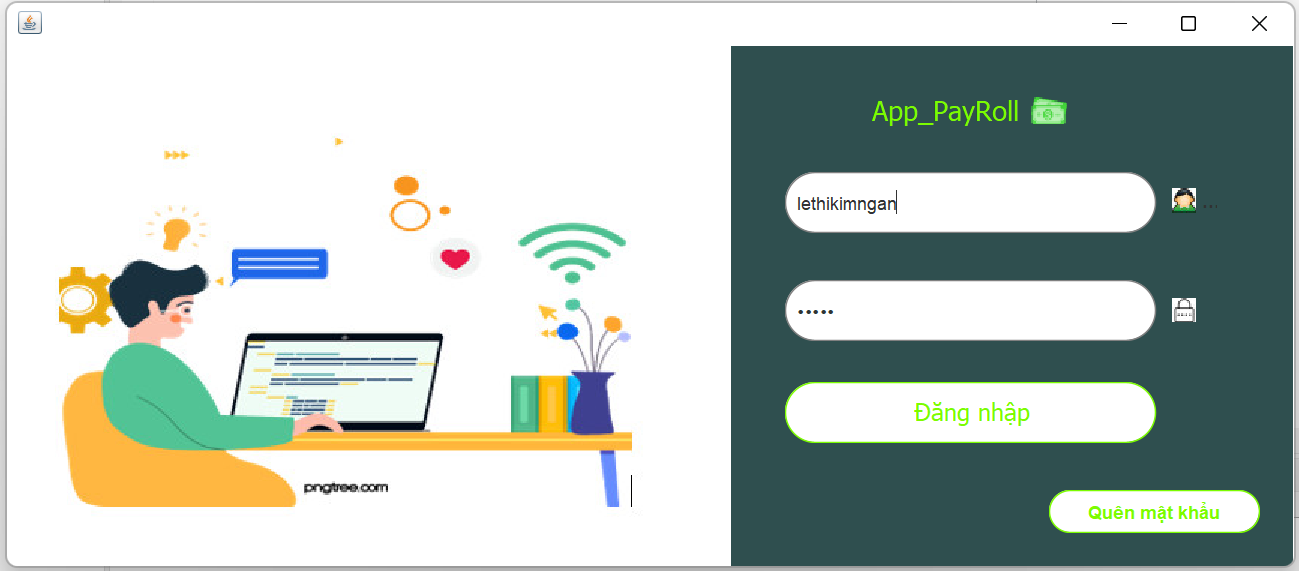 App_PayRoll
lethikimngan
•••••
Đăng nhập
Quên mật khẩu
pngtree.com
...